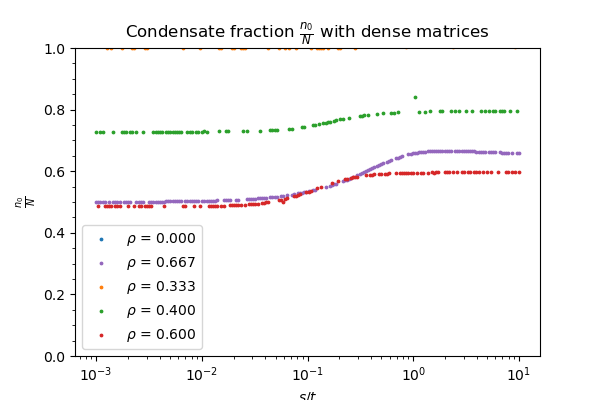 Condensate fraction n₀/N with dense matrices
n₀/N
1.0
0.8
0.6
0.4
0.2
0.0
ρ = 0.000
ρ = 0.667
ρ = 0.333
ρ = 0.400
ρ = 0.600
10⁻³ 10⁻² 10⁻¹ 10⁰ 10¹
s/t